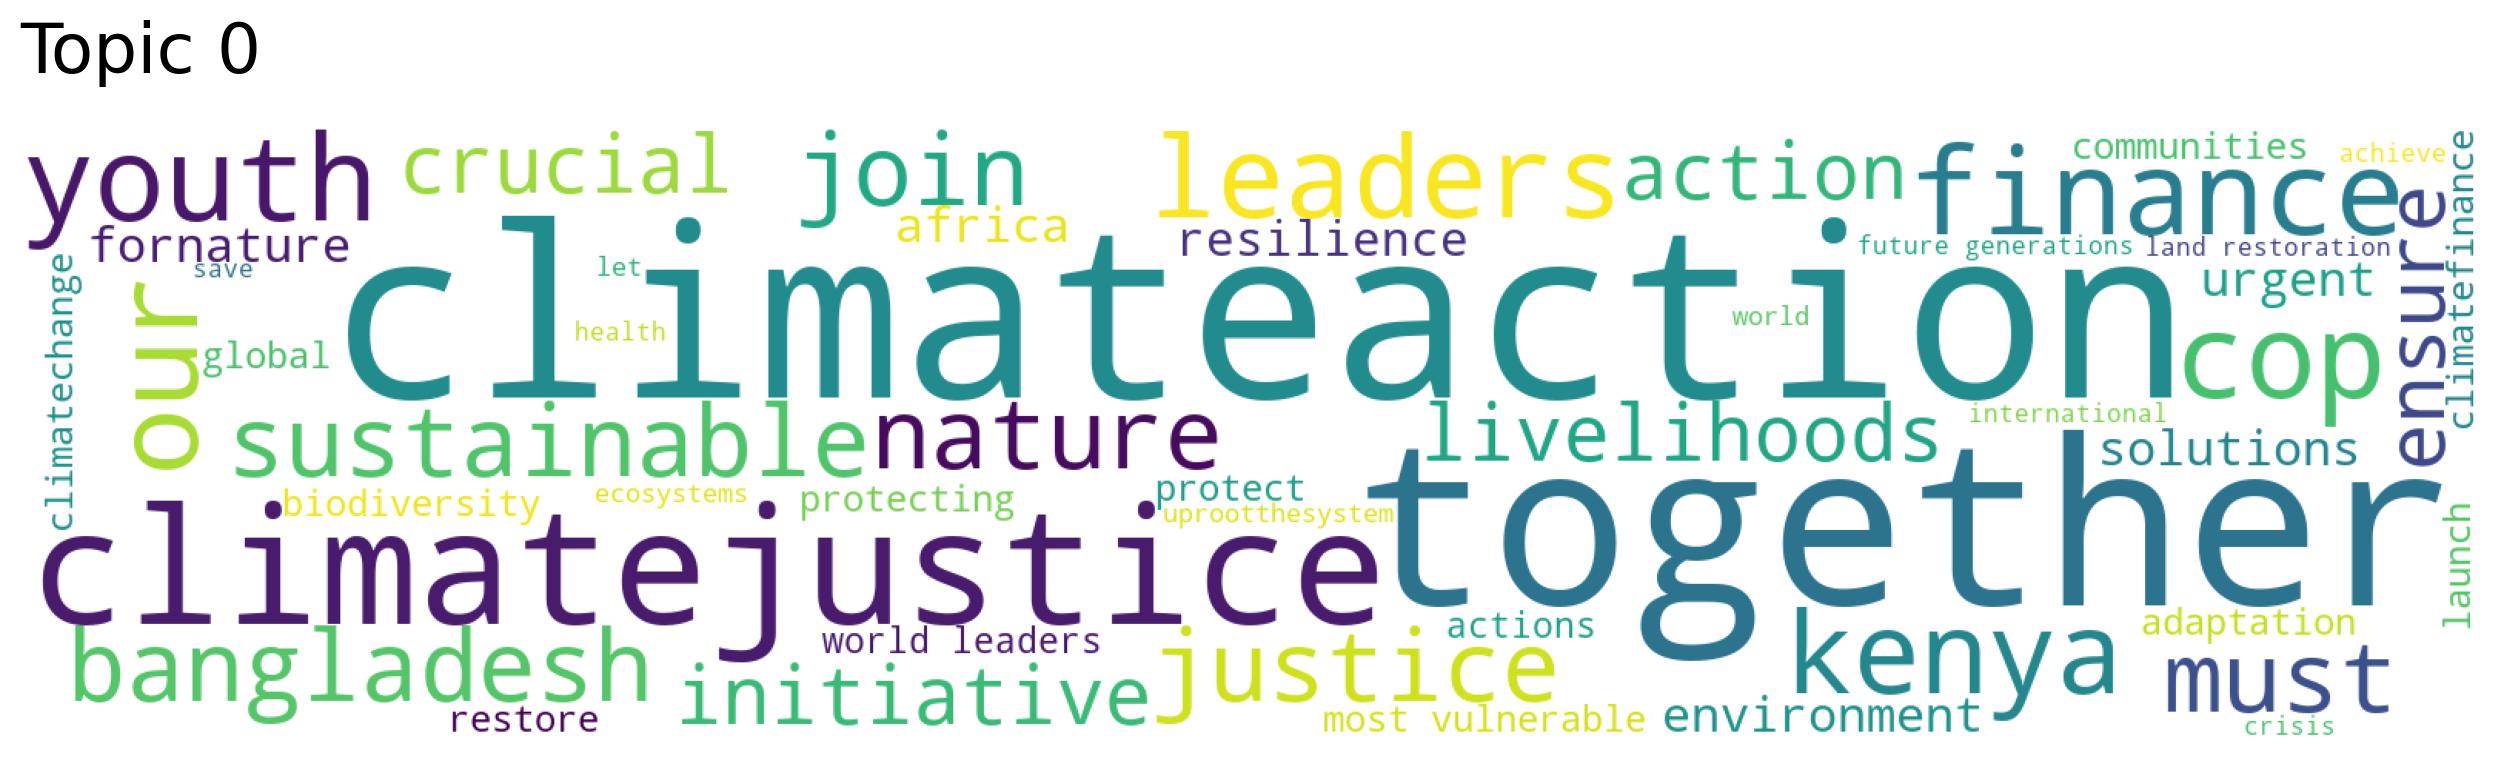 Topic 0
youth
crucial
join
leaders
action
finance
communities
achieve
climatefinance
fornature
africa
resilience
future generations
land restoration
ensure
save
let
climateaction
urgent
climatechange
our
global
health
world
cop
sustainable
nature
livelihoods
international
solutions
biodiversity
ecosystems
protecting
protect
uprootthesystem
together
climatejustice
launch
bangladesh
world leaders
actions
kenya
adaptation
initiative
justice
must
restore
most vulnerable
environment
crisis